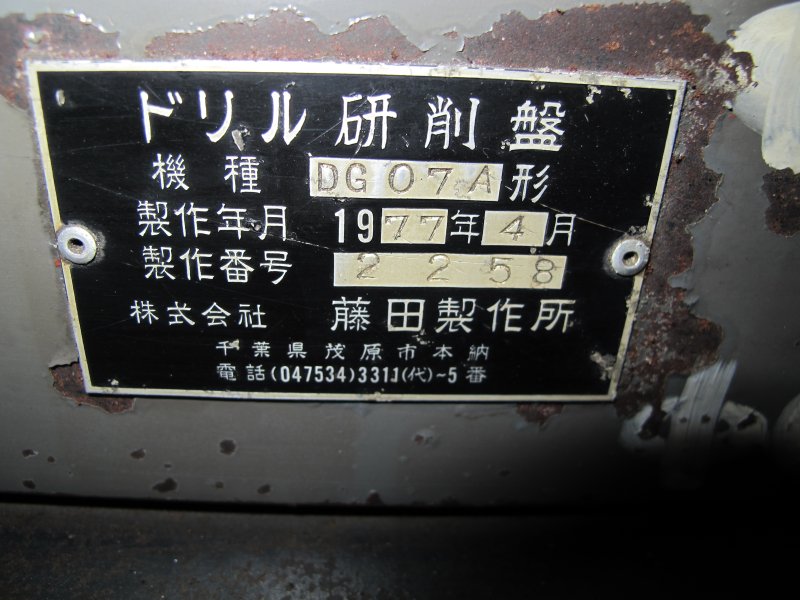 ドリル研削盤
機種 DG07A形
製作年月 1977年4月
製作番号 2258
株式会社 藤田製作所
千葉県茂原市本納
電話(047534)3311(代)~5番